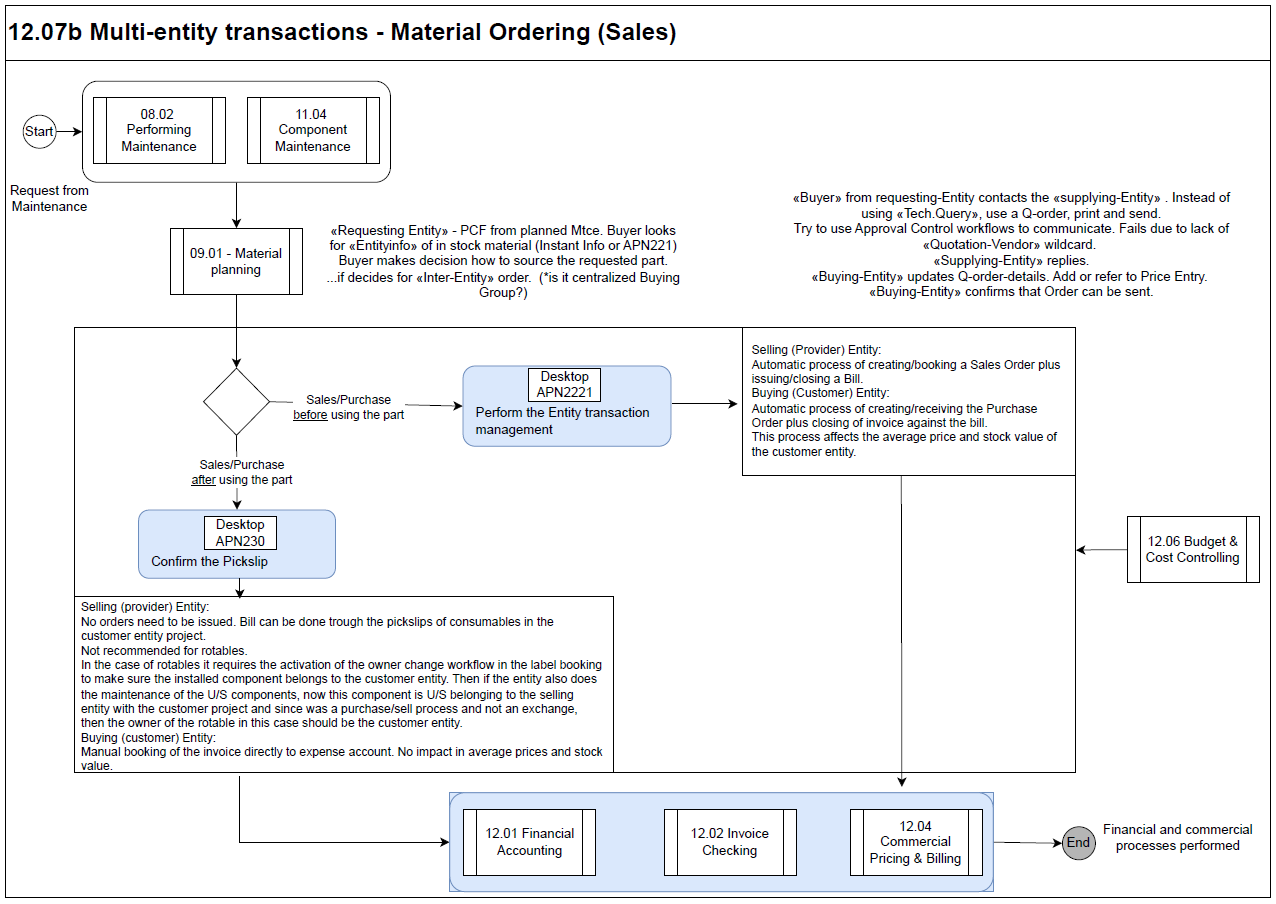 12.07b Multi-entity transactions - Material Ordering (Sales)
Start
08.02
Performing
Maintenance
11.04
Component
Maintenance
Request from
Maintenance
09.01 - Material
planning
«Requesting Entity» - PCF from planned Mtce. Buyer looks
for «Entityinfo» of in stock material (Instant Info or APN221)
Buyer makes decision how to source the requested part.
...if decides for «Inter-Entity» order.  (*is it centralized Buying
Group?)
«Buyer» from requesting-Entity contacts the «supplying-Entity» . Instead of
using «Tech.Query», use a Q-order, print and send.
Try to use Approval Control workflows to communicate. Fails due to lack of
«Quotation-Vendor» wildcard.
«Supplying-Entity» replies.
«Buying-Entity» updates Q-order-details. Add or refer to Price Entry.
«Buying-Entity» confirms that Order can be sent.
Sales/Purchase
before using the part
Desktop
APN2221
Perform the Entity transaction
management
Selling (Provider) Entity:
Automatic process of creating/booking a Sales Order plus
issuing/closing a Bill.
Buying (Customer) Entity:
Automatic process of creating/receiving the Purchase
Order plus closing of invoice against the bill.
This process affects the average price and stock value of
the customer entity.
Sales/Purchase
after using the part
Desktop
APN230
Confirm the Pickslip
12.06 Budget &
Cost Controlling
Selling (provider) Entity:
No orders need to be issued. Bill can be done trough the pickslips of consumables in the
customer entity project.
Not recommended for rotables.
In the case of rotables it requires the activation of the owner change workflow in the label booking
to make sure the installed component belongs to the customer entity. Then if the entity also does
the maintenance of the U/S components, now this component is U/S belonging to the selling
entity with the customer project and since was a purchase/sell process and not an exchange,
then the owner of the rotable in this case should be the customer entity.
Buying (customer) Entity:
Manual booking of the invoice directly to expense account. No impact in average prices and stock
value.
12.01 Financial
Accounting
12.02 Invoice
Checking
12.04
Commercial
Pricing & Billing
End
Financial and commercial
processes performed